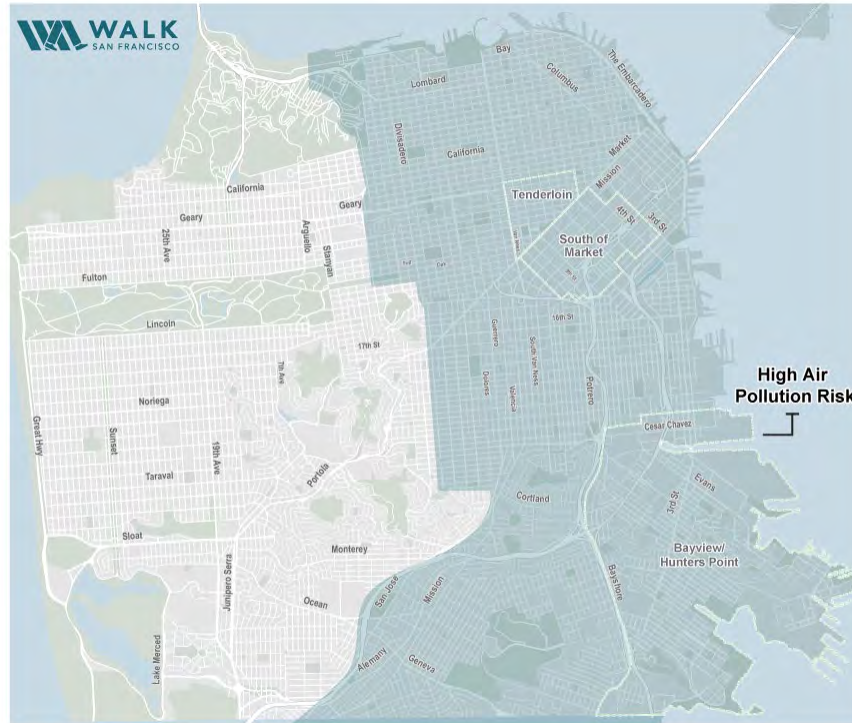 WALK
SAN FRANCISCO
Bay
Lombard
Columbus
The Embarcadero
Divisadero
California
Market
Mission
California
Tenderloin
Geary
Geary
4th St
3rd St
25th Ave
Arguello
Stanyan
South of
Market
Fulton
Lincoln
16th St
Guerrero
17th St
South Van Ness
7th Ave
Dolores
Valencia
Potrero
High Air
Pollution Risk
Noriega
Great Hwy
Sunset
19th Ave
Cesar Chavez
Taraval
Portola
Evans
3rd St
Cortland
Sloat
Monterey
Bayview/
Hunters Point
Junipero Serra
San Jose
Mission
Bayshore
Ocean
Lake Merced
Alemany
Geneva